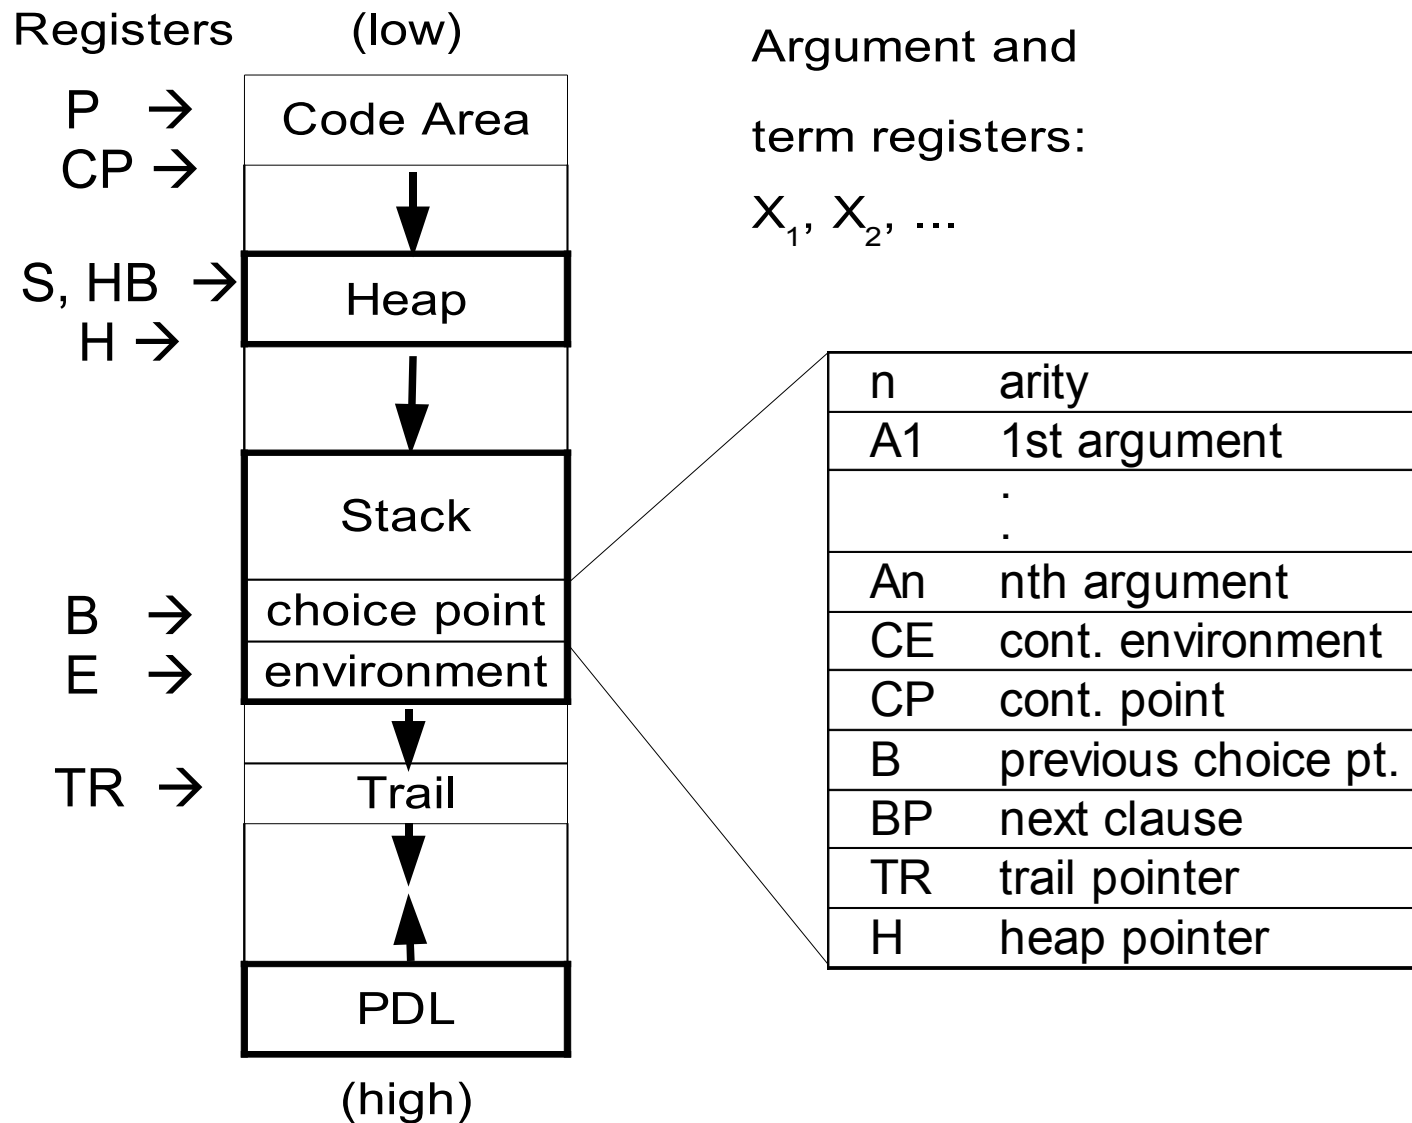 Registers
(low)
P →
CP →
S, HB →
H →
B →
E →
TR →
Code Area
Heap
Stack
choice point
environment
Trail
PDL
(high)
Argument and
term registers:
X1, X2, ...
n arity
A1 1st argument
.
.
An nth argument
CE cont. environment
CP cont. point
B previous choice pt.
BP next clause
TR trail pointer
H heap pointer